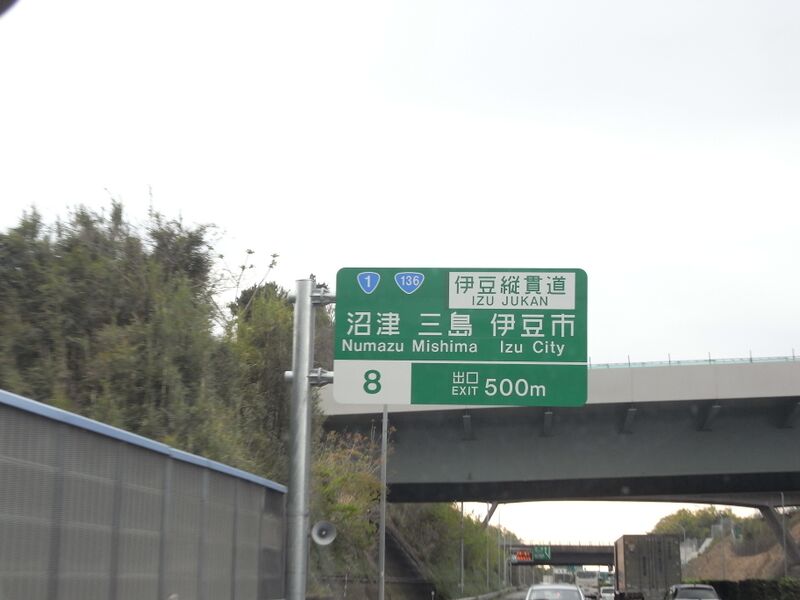 1 136 伊豆縦貫道
IZU JUKAN
沼津 三島 伊豆市
Numazu Mishima Izu City
8 出口 500m
EXIT